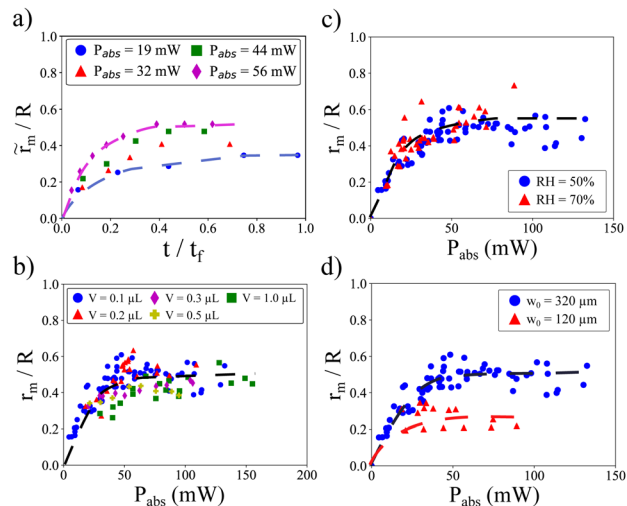 a)
P_abs = 19 mW
P_abs = 44 mW
P_abs = 32 mW
P_abs = 56 mW
1.0
0.8
0.6
0.4
0.2
0.0
0.0 0.2 0.4 0.6 0.8 1.0
r̃_m / R
t / t_f
c)
1.0
0.8
0.6
0.4
0.2
0.0
0 50 100 150
r_m / R
P_abs (mW)
RH = 50%
RH = 70%
b)
V = 0.1 µL
V = 0.3 µL
V = 1.0 µL
V = 0.2 µL
V = 0.5 µL
1.0
0.8
0.6
0.4
0.2
0.0
0 50 100 150 200
r_m / R
P_abs (mW)
d)
w₀ = 320 µm
w₀ = 120 µm
1.0
0.8
0.6
0.4
0.2
0.0
0 50 100 150
r_m / R
P_abs (mW)